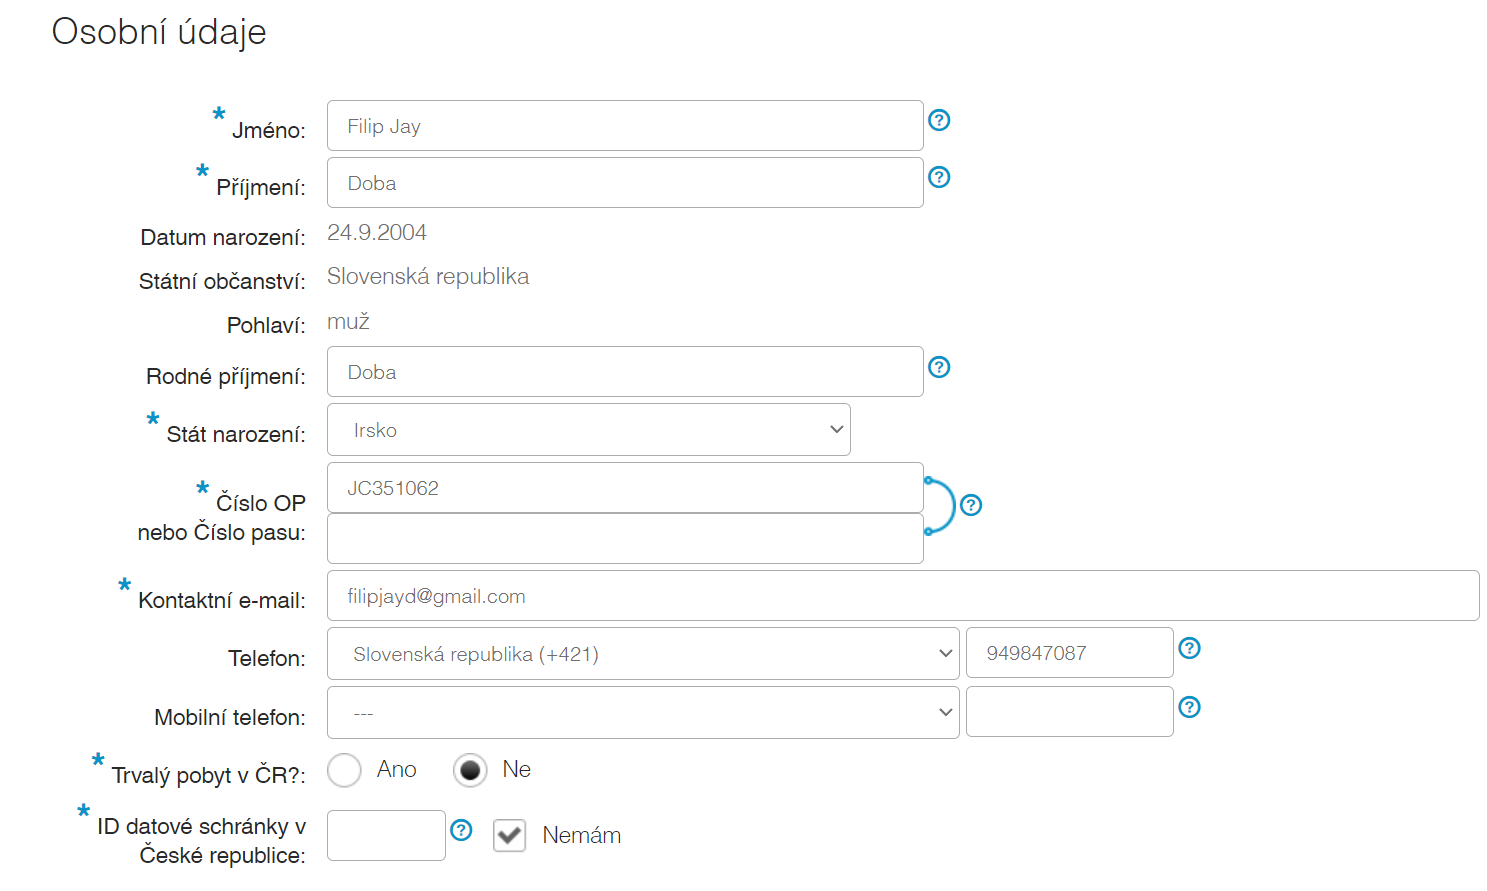 Osobní údaje
* Jméno: Filip Jay ?
* Příjmení: Doba ?
Datum narození: 24.9.2004
Státní občanství: Slovenská republika
Pohlaví: muž
Rodné příjmení: Doba ?
* Stát narození: Irsko
* Číslo OP JC351062 ?
nebo Číslo pasu:
* Kontaktní e-mail: filipjayd@gmail.com
Telefon: Slovenská republika (+421) 949847087 ?
Mobilní telefon: --- ?
* Trvalý pobyt v ČR?: Ano Ne
* ID datové schránky v ? Nemám
České republice: